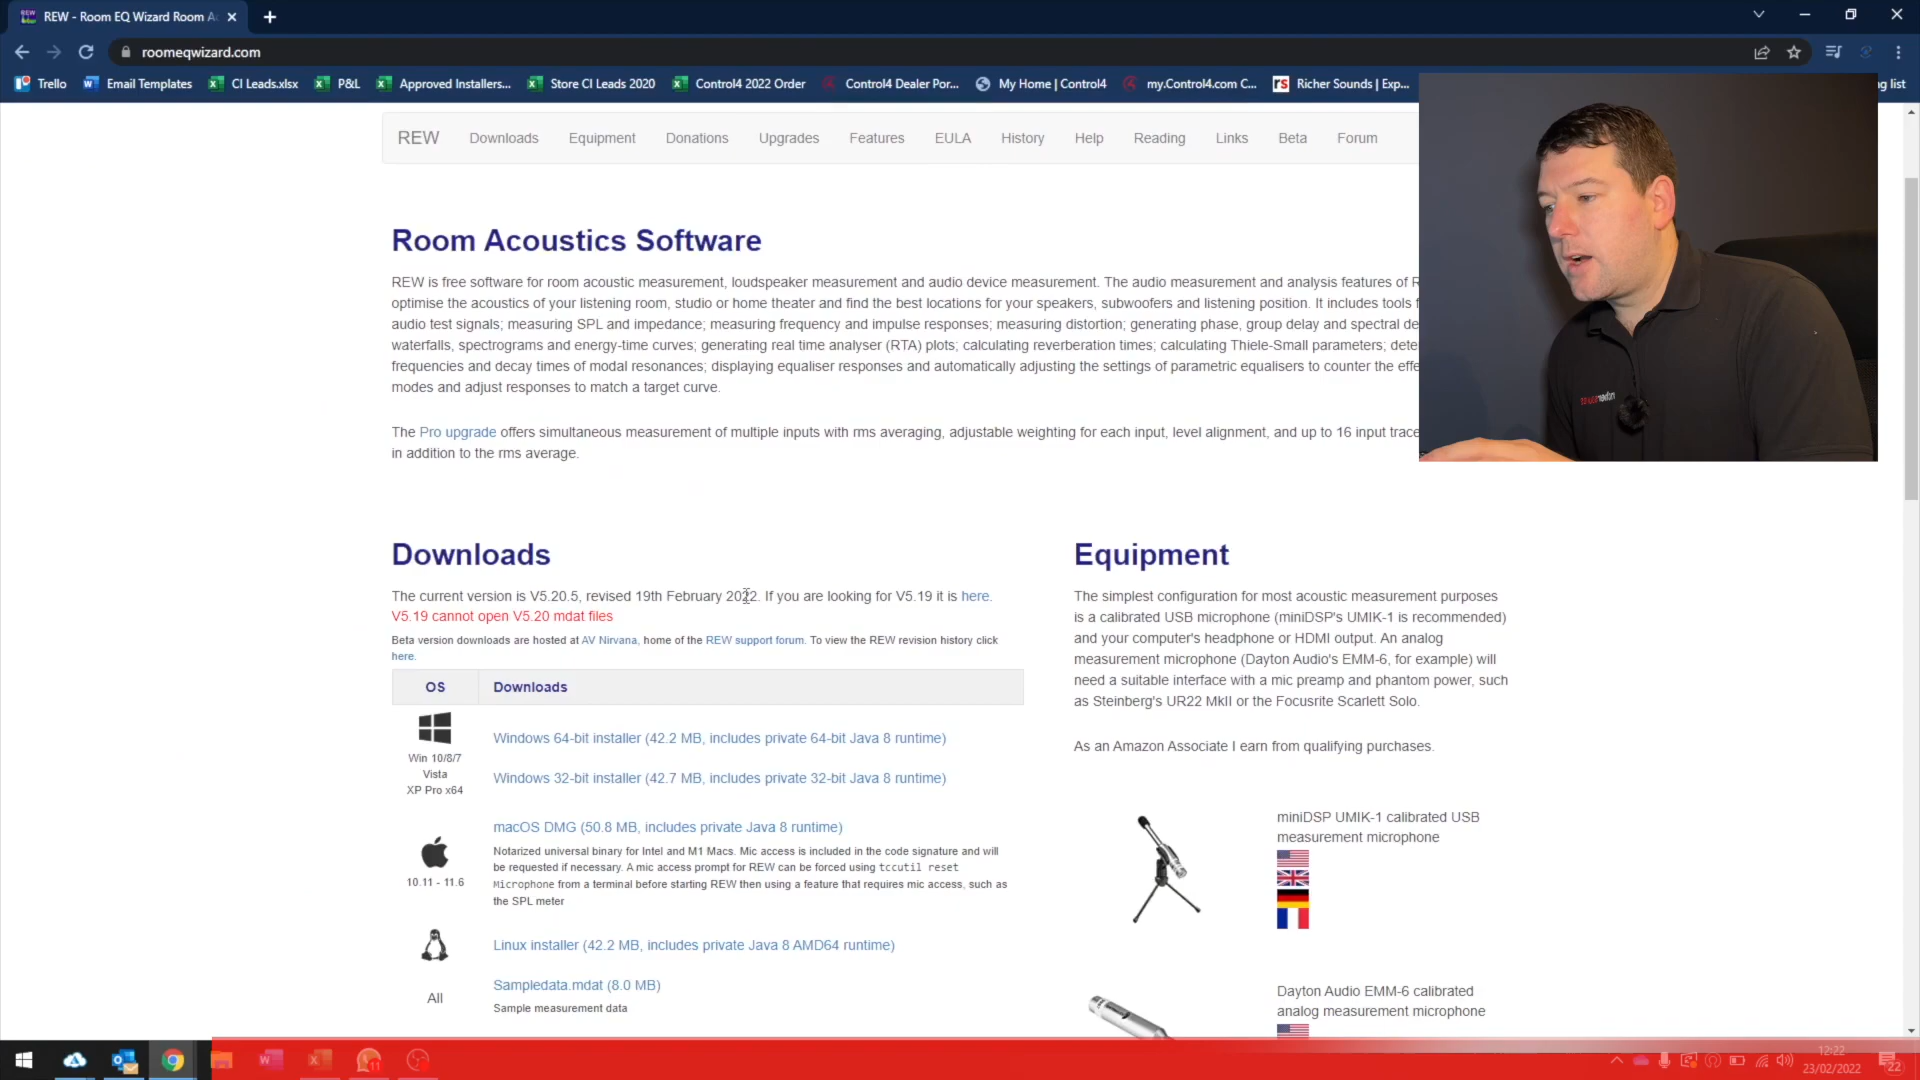 REW - Room EQ Wizard Room Ac
roomeqwizard.com
Trello Email Templates CI Leads.xlsx P&L Approved Installers... Store CI Leads 2020 Control4 2022 Order Control4 Dealer Por... My Home | Control4 my.Control4.com C... rs Richer Sounds | Exp... ng list
REW Downloads Equipment Donations Upgrades Features EULA History Help Reading Links Beta Forum
Room Acoustics Software
REW is free software for room acoustic measurement, loudspeaker measurement and audio device measurement. The audio measurement and analysis features of R
optimise the acoustics of your listening room, studio or home theater and find the best locations for your speakers, subwoofers and listening position. It includes tools f
audio test signals; measuring SPL and impedance; measuring frequency and impulse responses; measuring distortion; generating phase, group delay and spectral de
waterfalls, spectrograms and energy-time curves; generating real time analyser (RTA) plots; calculating reverberation times; calculating Thiele-Small parameters; dete
frequencies and decay times of modal resonances; displaying equaliser responses and automatically adjusting the settings of parametric equalisers to counter the effe
modes and adjust responses to match a target curve.
The Pro upgrade offers simultaneous measurement of multiple inputs with rms averaging, adjustable weighting for each input, level alignment, and up to 16 input trace
in addition to the rms average.
Downloads
The current version is V5.20.5, revised 19th February 2022. If you are looking for V5.19 it is here.
V5.19 cannot open V5.20 mdat files
Beta version downloads are hosted at AV Nirvana, home of the REW support forum. To view the REW revision history click
here.
OS Downloads
Win 10/8/7
Vista
XP Pro x64
Windows 64-bit installer (42.2 MB, includes private 64-bit Java 8 runtime)
Windows 32-bit installer (42.7 MB, includes private 32-bit Java 8 runtime)
10.11 - 11.6
macOS DMG (50.8 MB, includes private Java 8 runtime)
Notarized universal binary for Intel and M1 Macs. Mic access is included in the code signature and will
be requested if necessary. A mic access prompt for REW can be forced using tccutil reset
Microphone from a terminal before starting REW then using a feature that requires mic access, such as
the SPL meter
Linux installer (42.2 MB, includes private Java 8 AMD64 runtime)
All
Sampledata.mdat (8.0 MB)
Sample measurement data
Equipment
The simplest configuration for most acoustic measurement purposes
is a calibrated USB microphone (miniDSP's UMIK-1 is recommended)
and your computer's headphone or HDMI output. An analog
measurement microphone (Dayton Audio's EMM-6, for example) will
need a suitable interface with a mic preamp and phantom power, such
as Steinberg's UR22 MkII or the Focusrite Scarlett Solo.
As an Amazon Associate I earn from qualifying purchases.
miniDSP UMIK-1 calibrated USB
measurement microphone
Dayton Audio EMM-6 calibrated
analog measurement microphone
12:22
23/02/2022
22
11